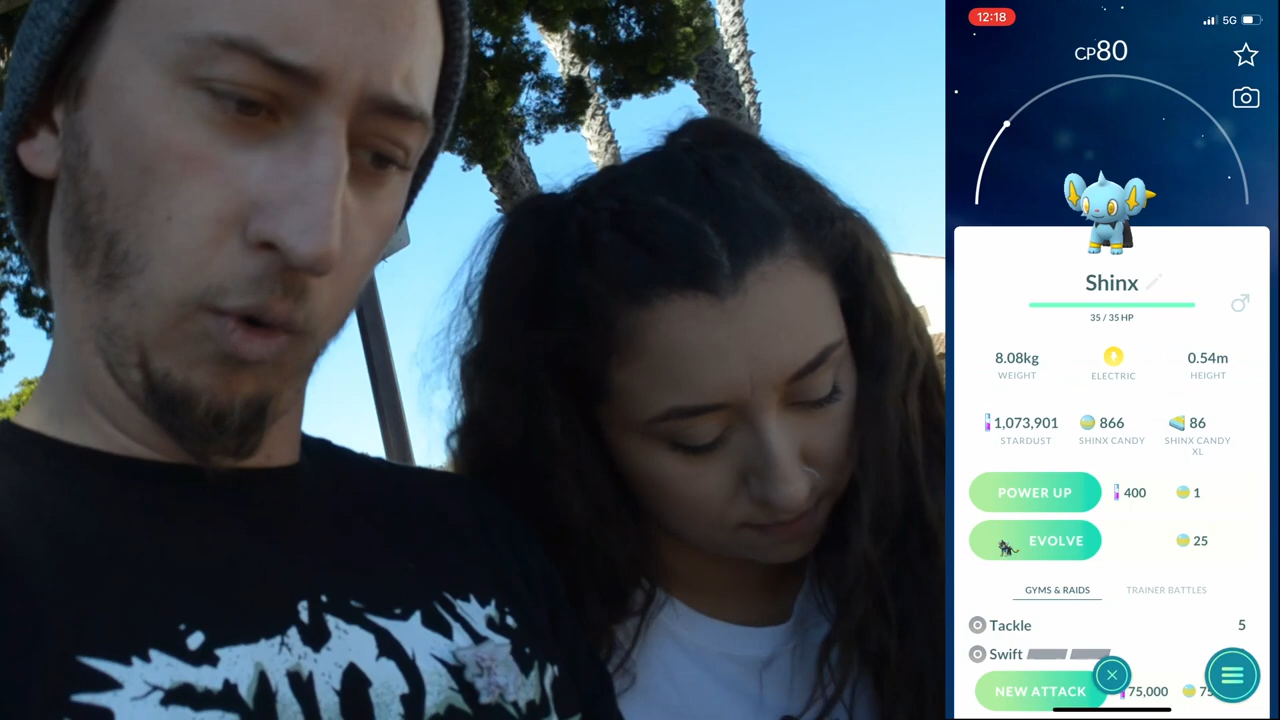 12:18
5G
CP80
Shinx
35 / 35 HP
8.08kg
WEIGHT
ELECTRIC
0.54m
HEIGHT
1,073,901
STARDUST
866
SHINX CANDY
86
SHINX CANDY
XL
POWER UP 400 1
EVOLVE 25
GYMS & RAIDS TRAINER BATTLES
Tackle 5
Swift
NEW ATTACK 75,000